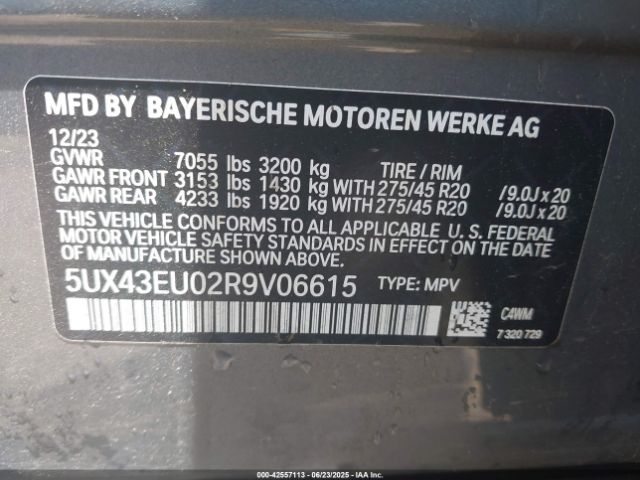 MFD BY BAYERISCHE MOTOREN WERKE AG
12/23
GVWR 7055 lbs 3200 kg TIRE / RIM
GAWR FRONT 3153 lbs 1430 kg WITH 275/45 R20 /9.0J x 20
GAWR REAR 4233 lbs 1920 kg WITH 275/45 R20 /9.0J x 20
THIS VEHICLE CONFORMS TO ALL APPLICABLE U. S. FEDERAL
MOTOR VEHICLE SAFETY STANDARDS IN EFFECT ON THE DATE OF
MANUFACTURE SHOWN ABOVE.
5UX43EU02R9V06615 TYPE: MPV
C4WM
7 320 729
000-42557113 06/23/2025 IAAI.COM